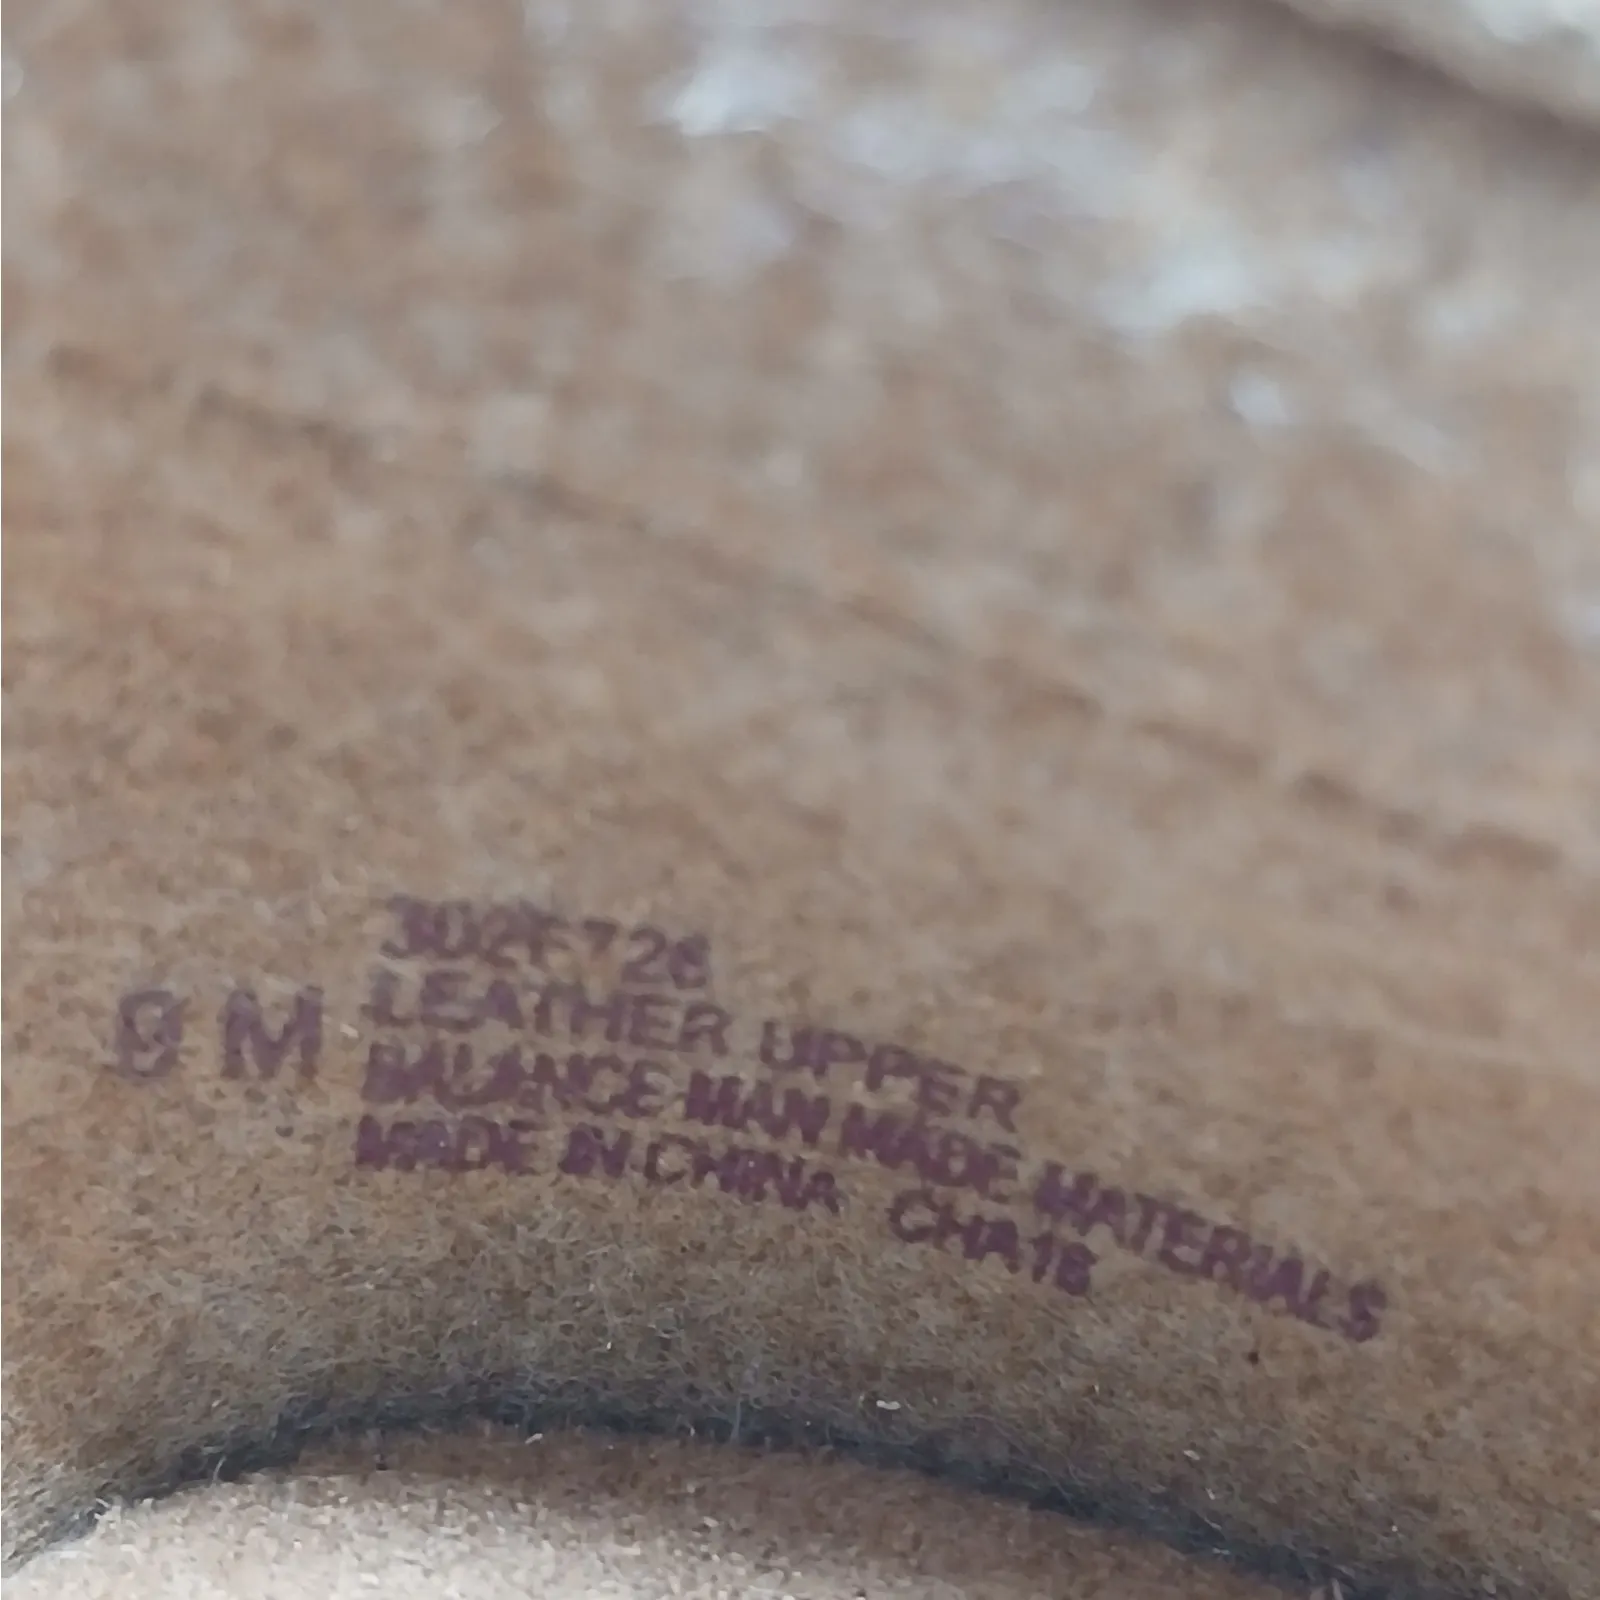 302F726
9 M
LEATHER UPPER
BALANCE MAN MADE MATERIALS
MADE IN CHINA CHA18